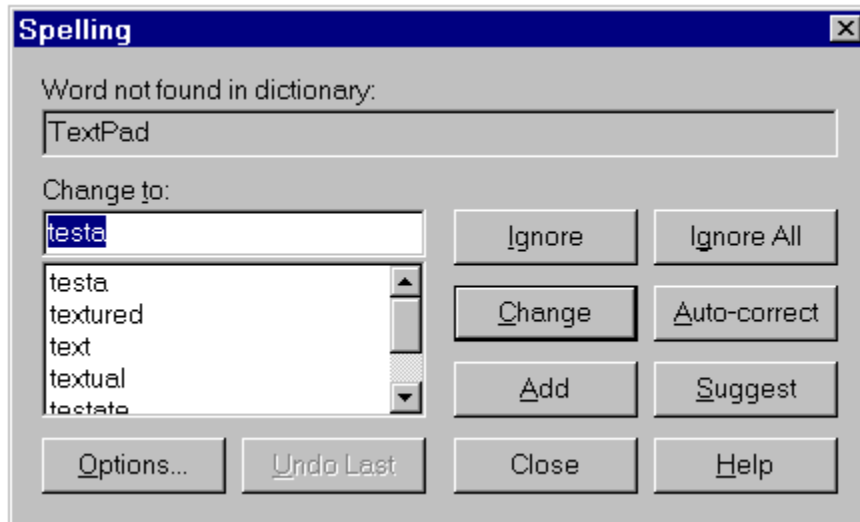 Spelling
Word not found in dictionary:
TextPad
Change to:
testa
Ignore
Ignore All
testa
textured
text
textual
testate
Change
Auto-correct
Add
Suggest
Options...
Undo Last
Close
Help